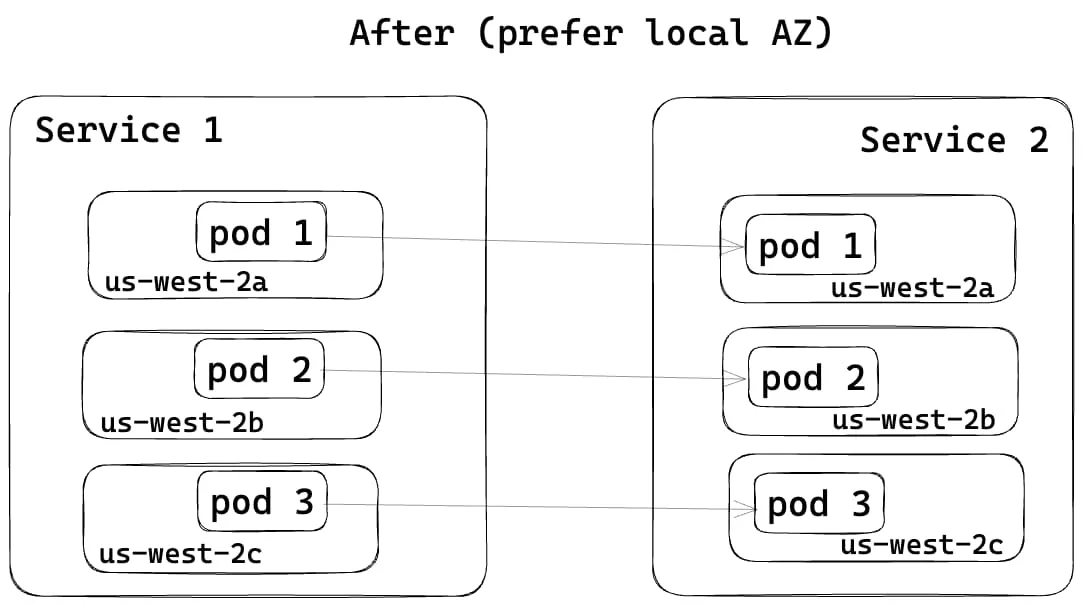 After (prefer local AZ)
Service 1
pod 1
us-west-2a
pod 2
us-west-2b
pod 3
us-west-2c
Service 2
pod 1
us-west-2a
pod 2
us-west-2b
pod 3
us-west-2c